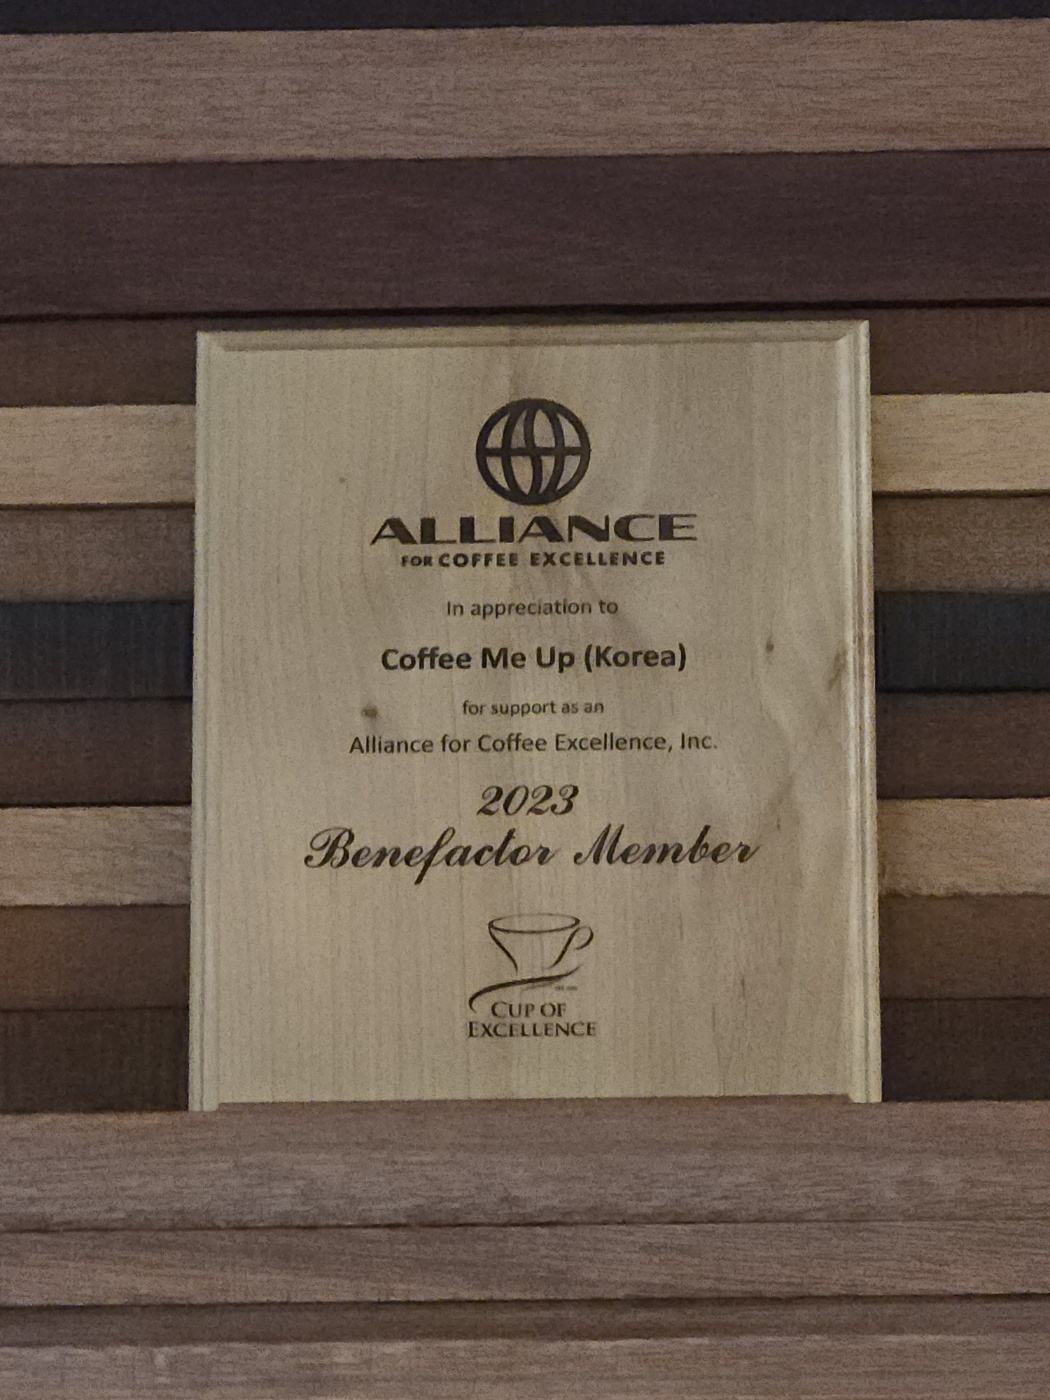 ALLIANCE
FOR COFFEE EXCELLENCE
In appreciation to
Coffee Me Up (Korea)
for support as an
Alliance for Coffee Excellence, Inc.
2023
Benefactor Member
CUP OF
EXCELLENCE